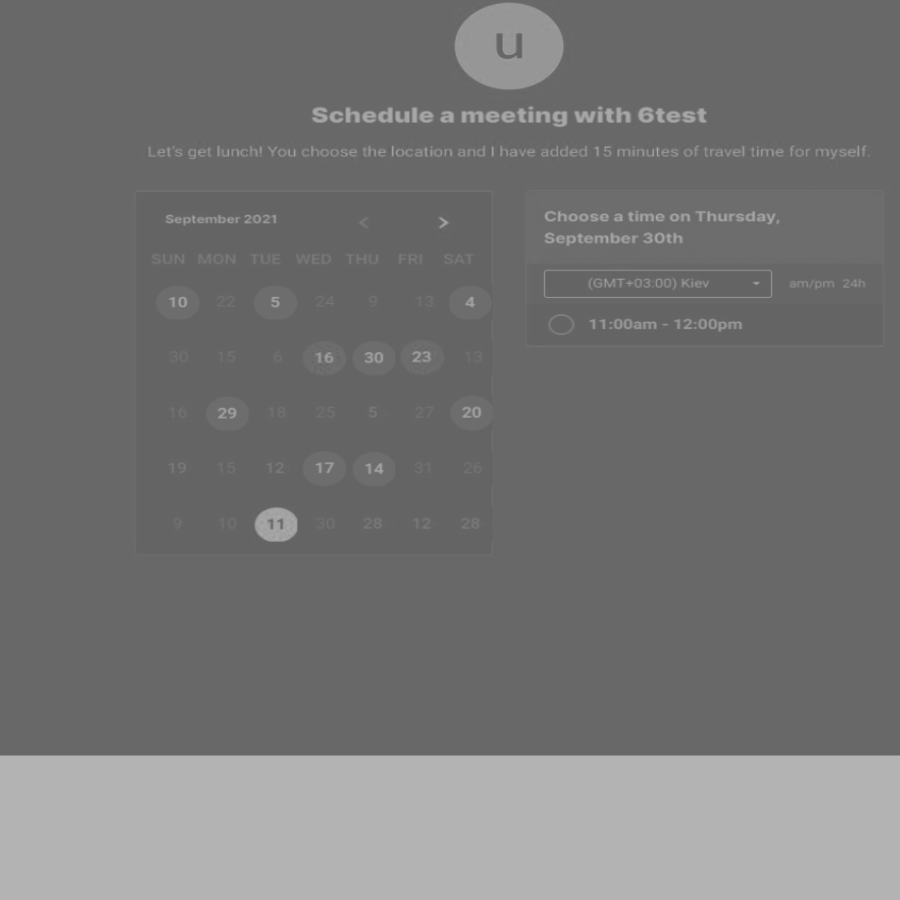 u
Schedule a meeting with 6test
Let's get lunch! You choose the location and I have added 15 minutes of travel time for myself.
September 2021 < >
SUN MON TUE WED THU FRI SAT
10 22 5 24 9 13 4
30 15 6 16 30 23 13
16 29 18 25 5 27 20
19 15 12 17 14 31 26
9 10 11 30 28 12 28
Choose a time on Thursday,
September 30th
(GMT+03:00) Kiev am/pm 24h
11:00am - 12:00pm